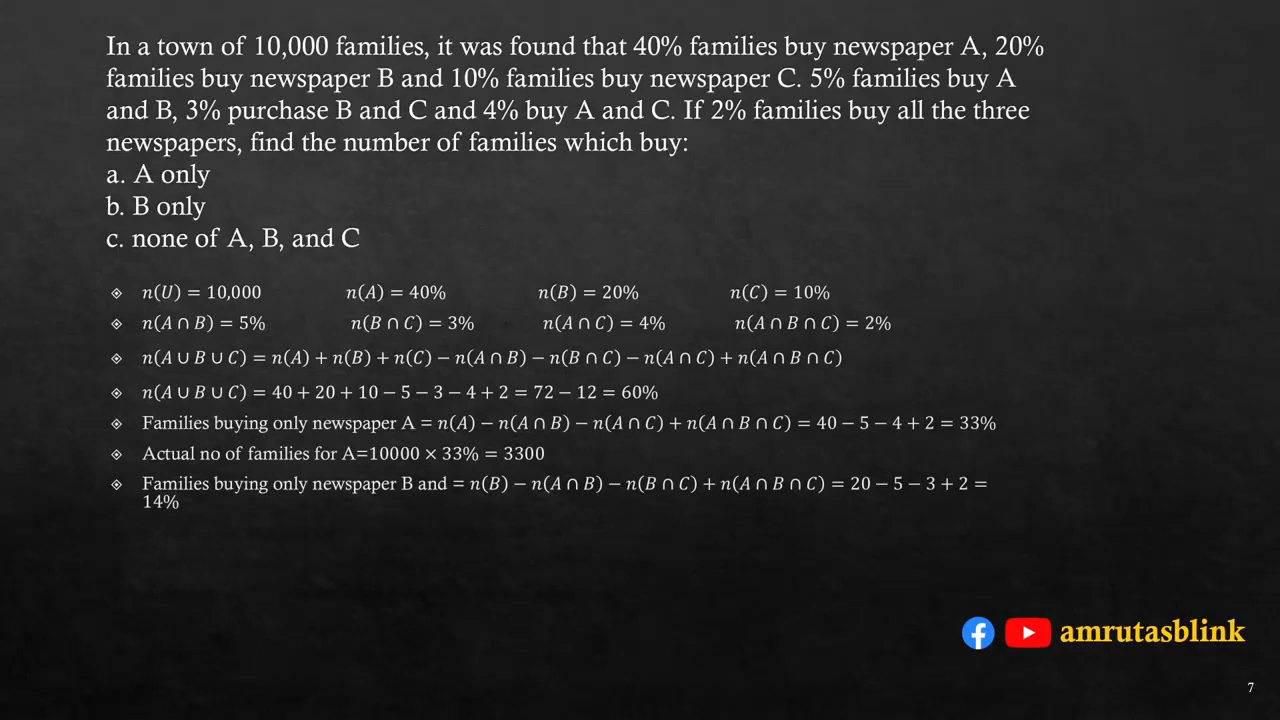 In a town of 10,000 families, it was found that 40% families buy newspaper A, 20%
families buy newspaper B and 10% families buy newspaper C. 5% families buy A
and B, 3% purchase B and C and 4% buy A and C. If 2% families buy all the three
newspapers, find the number of families which buy:
a. A only
b. B only
c. none of A, B, and C
n(U) = 10,000 n(A) = 40% n(B) = 20% n(C) = 10%
n(A ∩ B) = 5% n(B ∩ C) = 3% n(A ∩ C) = 4% n(A ∩ B ∩ C) = 2%
n(A ∪ B ∪ C) = n(A) + n(B) + n(C) − n(A ∩ B) − n(B ∩ C) − n(A ∩ C) + n(A ∩ B ∩ C)
n(A ∪ B ∪ C) = 40 + 20 + 10 − 5 − 3 − 4 + 2 = 72 − 12 = 60%
Families buying only newspaper A = n(A) − n(A ∩ B) − n(A ∩ C) + n(A ∩ B ∩ C) = 40 − 5 − 4 + 2 = 33%
Actual no of families for A=10000 × 33% = 3300
Families buying only newspaper B and = n(B) − n(A ∩ B) − n(B ∩ C) + n(A ∩ B ∩ C) = 20 − 5 − 3 + 2 =
14%
amrutasblink
7